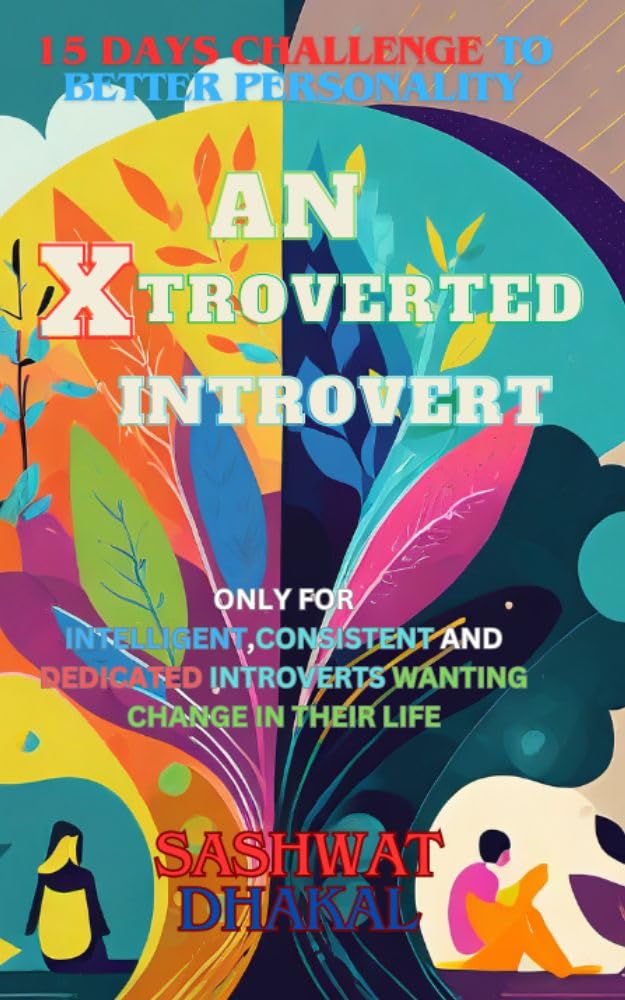 15 DAYS CHALLENGE TO
BETTER PERSONALITY
AN
XTROVERTED
INTROVERT
ONLY FOR
INTELLIGENT,CONSISTENT AND
DEDICATED INTROVERTS WANTING
CHANGE IN THEIR LIFE
SASHWAT
DHAKAL